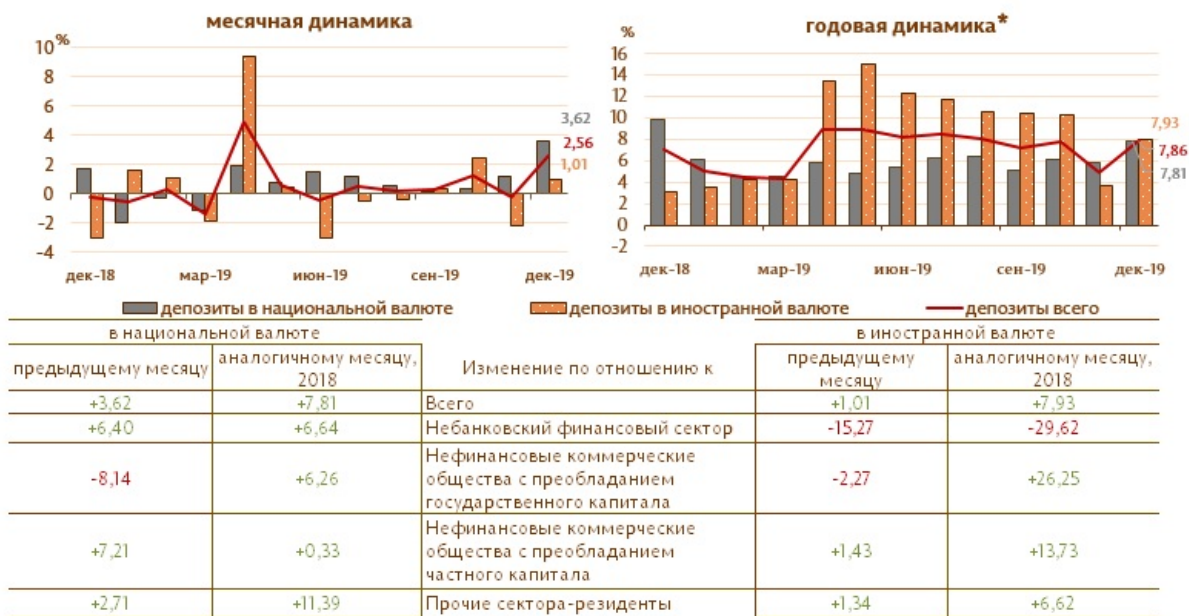 месячная динамика
%
10
8
6
4
2
0
-2
-4
3,62
2,56
1,01
дек-18
мар-19
июн-19
сен-19
дек-19
годовая динамика*
%
16
14
12
10
8
6
4
2
0
-2
7,93
7,86
7,81
дек-18
мар-19
июн-19
сен-19
дек-19
депозиты в национальной валюте
депозиты в иностранной валюте
депозиты всего
в национальной валюте
в иностранной валюте
предыдущему месяцу
аналогичному месяцу,
2018
Изменение по отношению к
предыдущему
месяцу
аналогичному месяцу,
2018
+3,62 +7,81 Всего +1,01 +7,93
+6,40 +6,64 Небанковский финансовый сектор -15,27 -29,62
-8,14 +6,26
Нефинансовые коммерческие
общества с преобладанием
государственного капитала
-2,27 +26,25
+7,21 +0,33
Нефинансовые коммерческие
общества с преобладанием
частного капитала
+1,43 +13,73
+2,71 +11,39 Прочие сектора-резиденты +1,34 +6,62